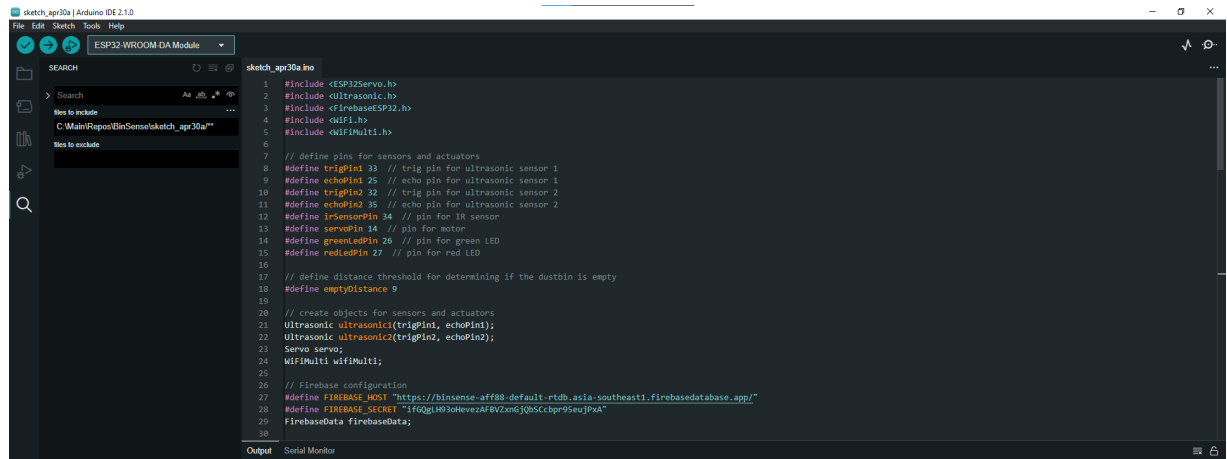 sketch_apr30a | Arduino IDE 2.1.0
File Edit Sketch Tools Help
ESP32-WROOM-DA Module
SEARCH
Search
Aa ab .*
files to include
...
C:\Main\Repos\BinSense\sketch_apr30a/**
files to exclude
sketch_apr30a.ino
...
1 #include <ESP32Servo.h>
2 #include <Ultrasonic.h>
3 #include <FirebaseESP32.h>
4 #include <WiFi.h>
5 #include <WiFiMulti.h>
6
7 // define pins for sensors and actuators
8 #define trigPin1 33 // trig pin for ultrasonic sensor 1
9 #define echoPin1 25 // echo pin for ultrasonic sensor 1
10 #define trigPin2 32 // trig pin for ultrasonic sensor 2
11 #define echoPin2 35 // echo pin for ultrasonic sensor 2
12 #define irSensorPin 34 // pin for IR sensor
13 #define servoPin 14 // pin for motor
14 #define greenLedPin 26 // pin for green LED
15 #define redLedPin 27 // pin for red LED
16
17 // define distance threshold for determining if the dustbin is empty
18 #define emptyDistance 9
19
20 // create objects for sensors and actuators
21 Ultrasonic ultrasonic1(trigPin1, echoPin1);
22 Ultrasonic ultrasonic2(trigPin2, echoPin2);
23 Servo servo;
24 WiFiMulti wifiMulti;
25
26 // Firebase configuration
27 #define FIREBASE_HOST "https://binsense-aff88-default-rtdb.asia-southeast1.firebasedatabase.app/"
28 #define FIREBASE_SECRET "ifGQgLH93oHevezAFBVZxnGjQbSCcbpr95eujPxA"
29 FirebaseData firebaseData;
30
Output Serial Monitor